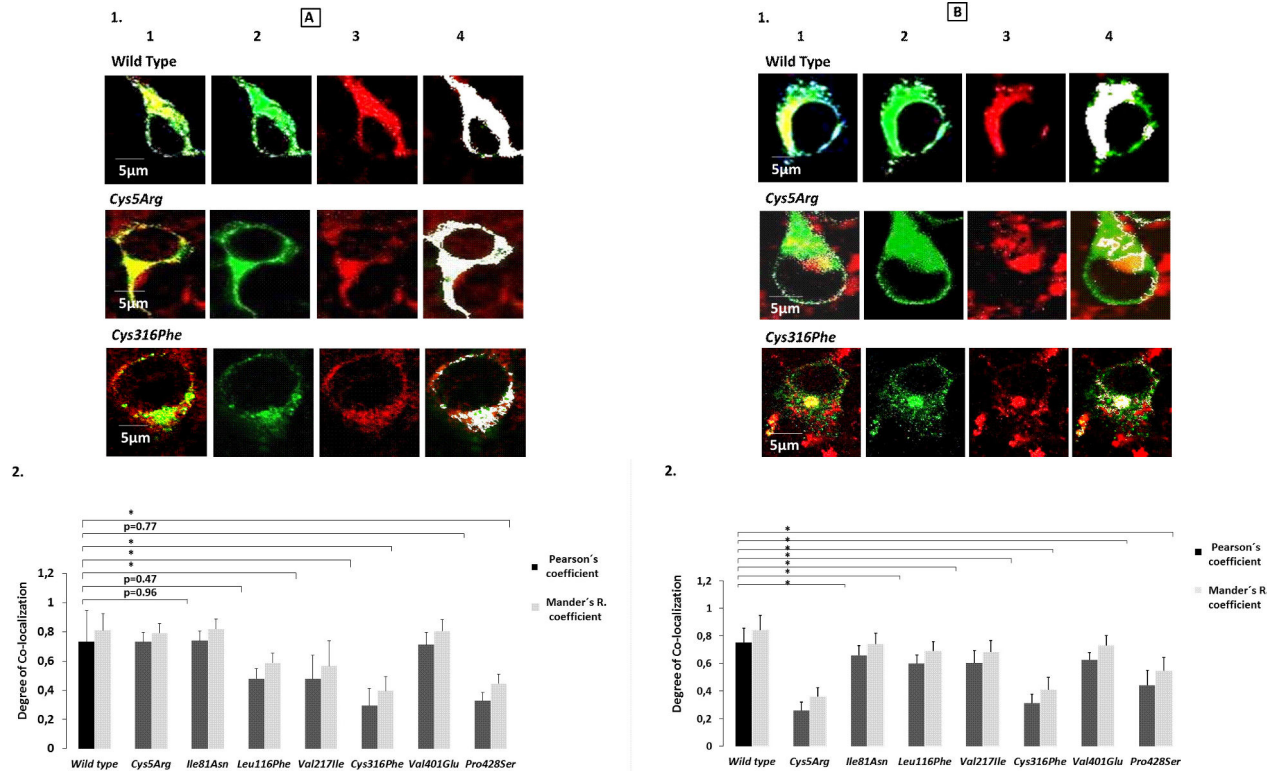 1. A
1 2 3 4
Wild Type
5µm
Cys5Arg
5µm
Cys316Phe
5µm
2.
*
p=0.77
*
*
*
p=0.47
p=0.96
Pearson´s
coefficient
Mander´s R.
coefficient
Degree of Co-localization
1,2
1
0,8
0,6
0,4
0,2
0
Wild type Cys5Arg Ile81Asn Leu116Phe Val217Ile Cys316Phe Val401Glu Pro428Ser
1. B
1 2 3 4
Wild Type
5µm
Cys5Arg
5µm
Cys316Phe
5µm
2.
*
*
*
*
*
*
*
Pearson´s
coefficient
Mander´s R.
coefficient
Degree of Co-localization
1,2
1
0,8
0,6
0,4
0,2
0
Wild type Cys5Arg Ile81Asn Leu116Phe Val217Ile Cys316Phe Val401Glu Pro428Ser